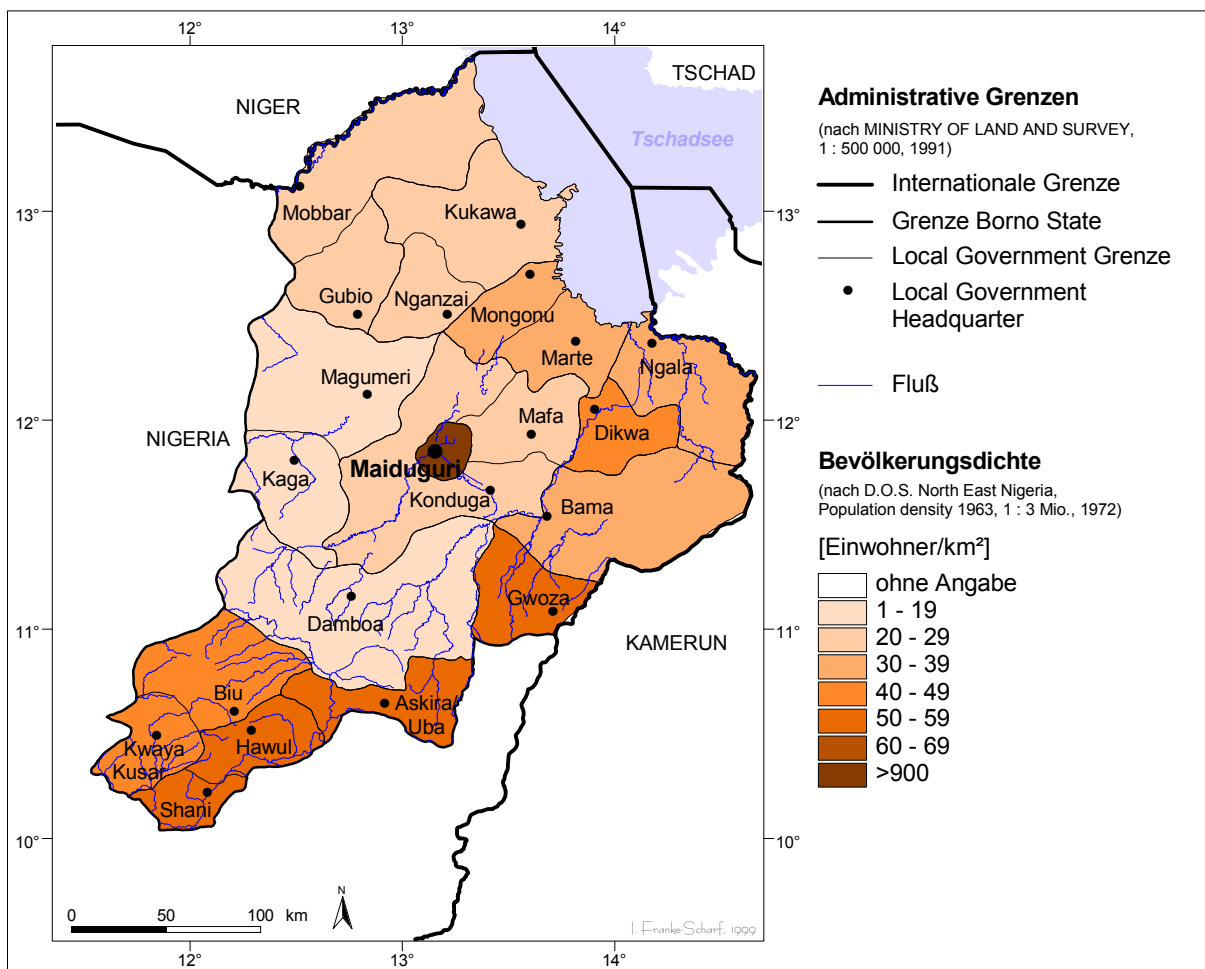 12°
13°
14°
TSCHAD
NIGER
Tschadsee
13°
13°
Mobbar
Kukawa
Gubio
Nganzai
Mongonu
Marte
Ngala
Magumeri
12°
12°
Mafa
Dikwa
NIGERIA
Maiduguri
Kaga
Konduga
Bama
Gwoza
Damboa
11°
11°
KAMERUN
Biu
Askira/
Uba
Kwaya
Kusar
Hawul
Shani
10°
10°
N
0 50 100 km
I. Franke-Scharf, 1999
12°
13°
14°
Administrative Grenzen
(nach MINISTRY OF LAND AND SURVEY,
1 : 500 000, 1991)
Internationale Grenze
Grenze Borno State
Local Government Grenze
Local Government
Headquarter
Fluß
Bevölkerungsdichte
(nach D.O.S. North East Nigeria,
Population density 1963, 1 : 3 Mio., 1972)
[Einwohner/km²]
ohne Angabe
1 - 19
20 - 29
30 - 39
40 - 49
50 - 59
60 - 69
>900